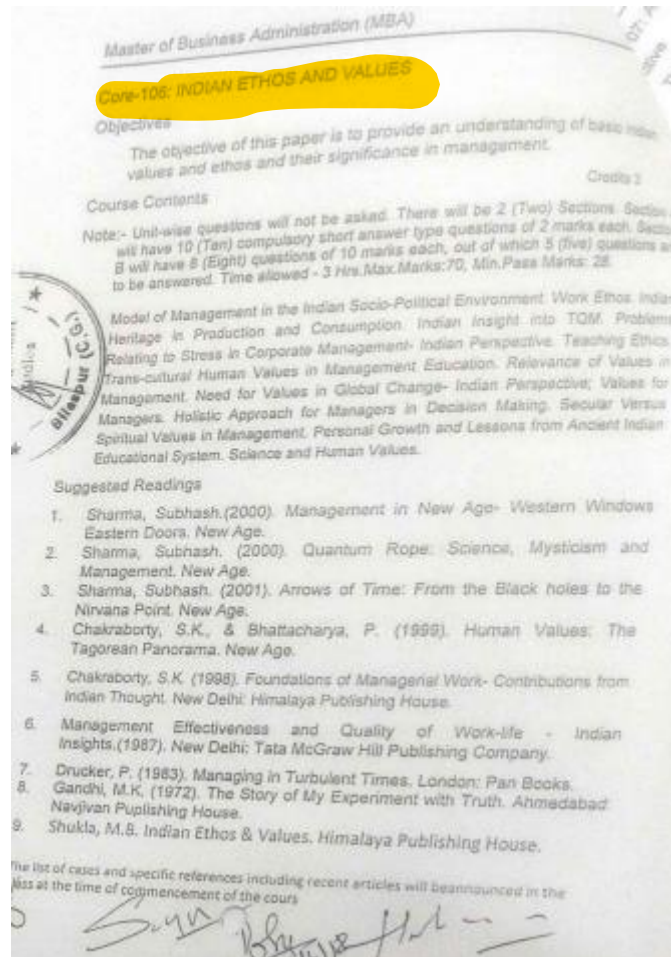 Master of Business Administration (MBA)
07: A
Core-106: INDIAN ETHOS AND VALUES
Objectives
The objective of this paper is to provide an understanding of basic Indian
values and ethos and their significance in management.
Credits 3
Course Contents
Note:- Unit-wise questions will not be asked. There will be 2 (Two) Sections. Section
will have 10 (Ten) compulsory short answer type questions of 2 marks each. Sectio
B will have 8 (Eight) questions of 10 marks each, out of which 5 (five) questions a
to be answered. Time allowed - 3 Hrs.Max.Marks:70, Min.Pass Marks: 28.
Model of Management in the Indian Socio-Political Environment. Work Ethos. India
Heritage in Production and Consumption. Indian Insight into TQM. Problem
Relating to Stress in Corporate Management- Indian Perspective. Teaching Ethics.
Trans-cultural Human Values in Management Education. Relevance of Values in
Management. Need for Values in Global Change- Indian Perspective; Values for
Managers. Holistic Approach for Managers in Decision Making. Secular Versus
Spiritual Values in Management. Personal Growth and Lessons from Ancient Indian
Educational System. Science and Human Values.
Bilaspur (C.G.)
Suggested Readings
1. Sharma, Subhash.(2000). Management in New Age- Western Windows
Eastern Doors. New Age.
2. Sharma, Subhash. (2000). Quantum Rope: Science, Mysticism and
Management. New Age.
3. Sharma, Subhash. (2001). Arrows of Time: From the Black holes to the
Nirvana Point. New Age.
4. Chakraborty, S.K., & Bhattacharya, P. (1999). Human Values: The
Tagorean Panorama. New Age.
5. Chakraborty, S.K. (1998). Foundations of Managerial Work- Contributions from
Indian Thought. New Delhi: Himalaya Publishing House.
6. Management Effectiveness and Quality of Work-life - Indian
Insights.(1987). New Delhi: Tata McGraw Hill Publishing Company.
7. Drucker, P. (1983). Managing in Turbulent Times. London: Pan Books.
8. Gandhi, M.K, (1972). The Story of My Experiment with Truth. Ahmedabad:
Navjivan Puplishing House.
9. Shukla, M.B. Indian Ethos & Values. Himalaya Publishing House.
The list of cases and specific references including recent articles will beannounced in the
lass at the time of commencement of the cours